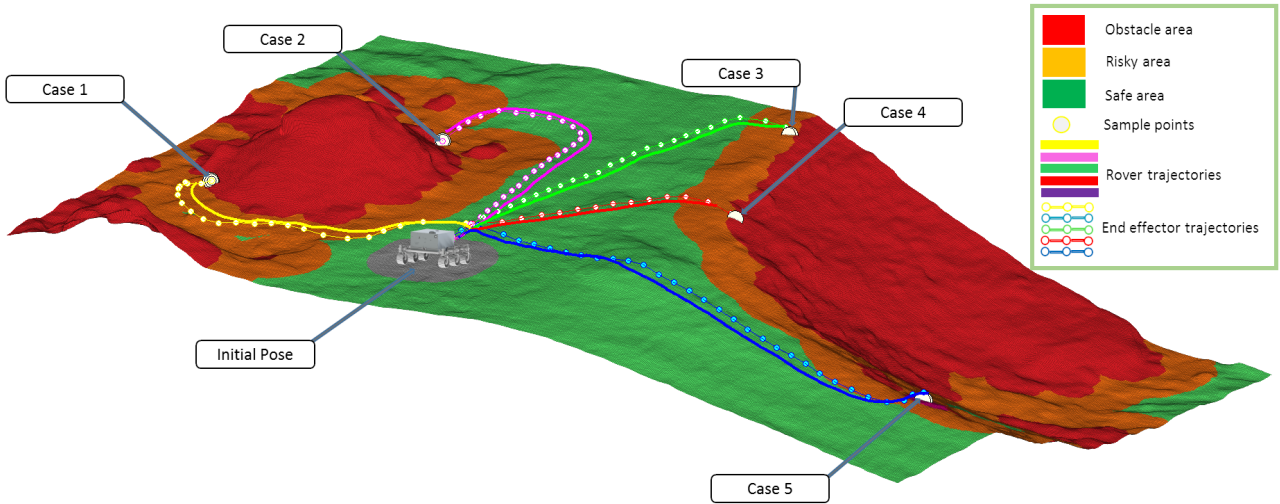 Case 2
Case 1
Case 3
Case 4
Initial Pose
Case 5
Obstacle area
Risky area
Safe area
Sample points
Rover trajectories
End effector trajectories